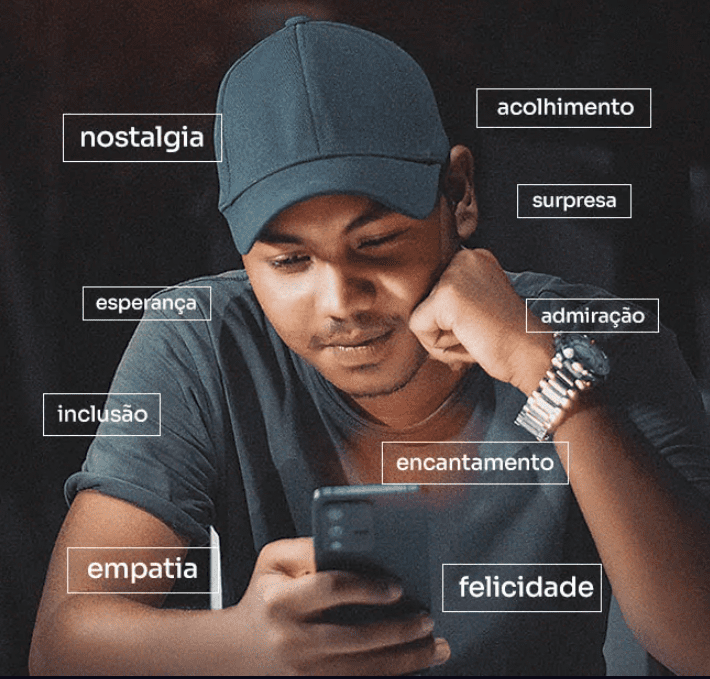 acolhimento
nostalgia
surpresa
esperança
admiração
inclusão
encantamento
empatia
felicidade